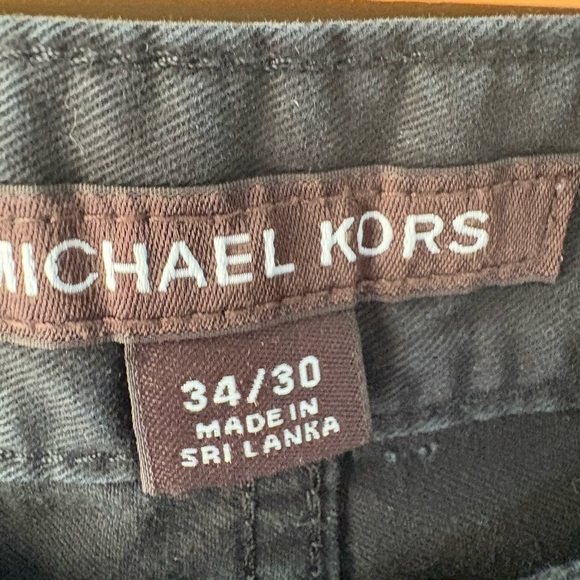 MICHAEL KORS
34/30
MADE IN
SRI LANKA